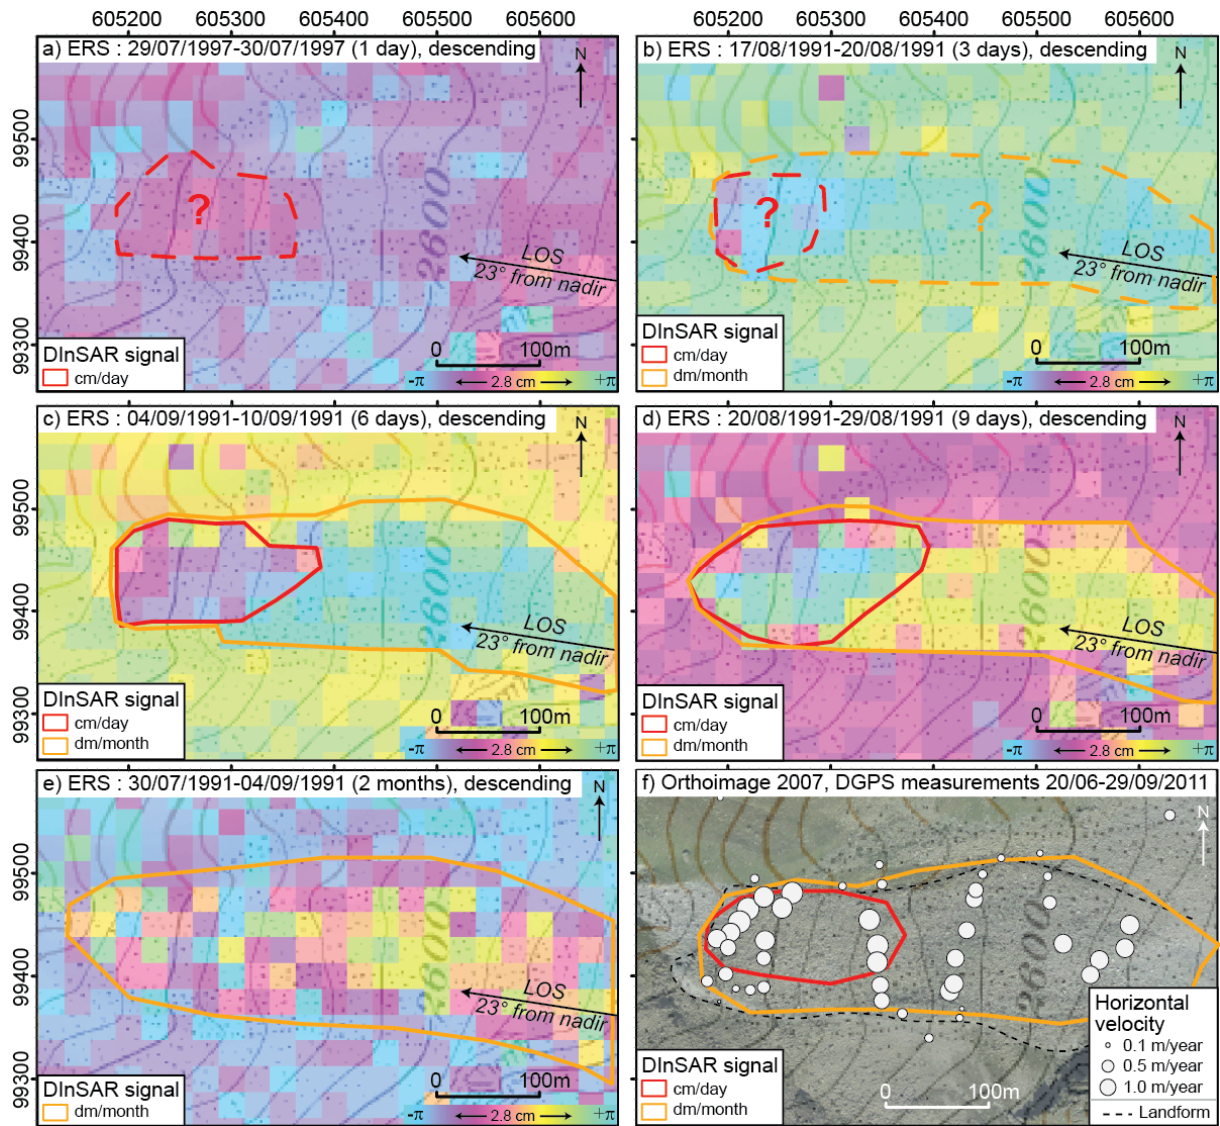 605200 605300 605400 605500 605600 605200 605300 605400 605500 605600
a) ERS : 29/07/1997-30/07/1997 (1 day), descending
N
99500
99400
99300
?
2600
LOS
23° from nadir
DInSAR signal
cm/day
0 100m
-π 2.8 cm +π
b) ERS : 17/08/1991-20/08/1991 (3 days), descending
N
?
?
2600
LOS
23° from nadir
DInSAR signal
dm/month
0 100m
-π 2.8 cm +π
c) ERS : 04/09/1991-10/09/1991 (6 days), descending
N
99500
99400
99300
2600
LOS
23° from nadir
DInSAR signal
cm/day
dm/month
0 100m
-π 2.8 cm +π
d) ERS : 20/08/1991-29/08/1991 (9 days), descending
N
2600
LOS
23° from nadir
DInSAR signal
cm/day
dm/month
0 100m
-π 2.8 cm +π
e) ERS : 30/07/1991-04/09/1991 (2 months), descending
N
99500
99400
99300
2600
LOS
23° from nadir
DInSAR signal
dm/month
0 100m
-π 2.8 cm +π
f) Orthoimage 2007, DGPS measurements 20/06-29/09/2011
N
2600
DInSAR signal
cm/day
dm/month
0 100m
Horizontal
velocity
0.1 m/year
0.5 m/year
1.0 m/year
Landform